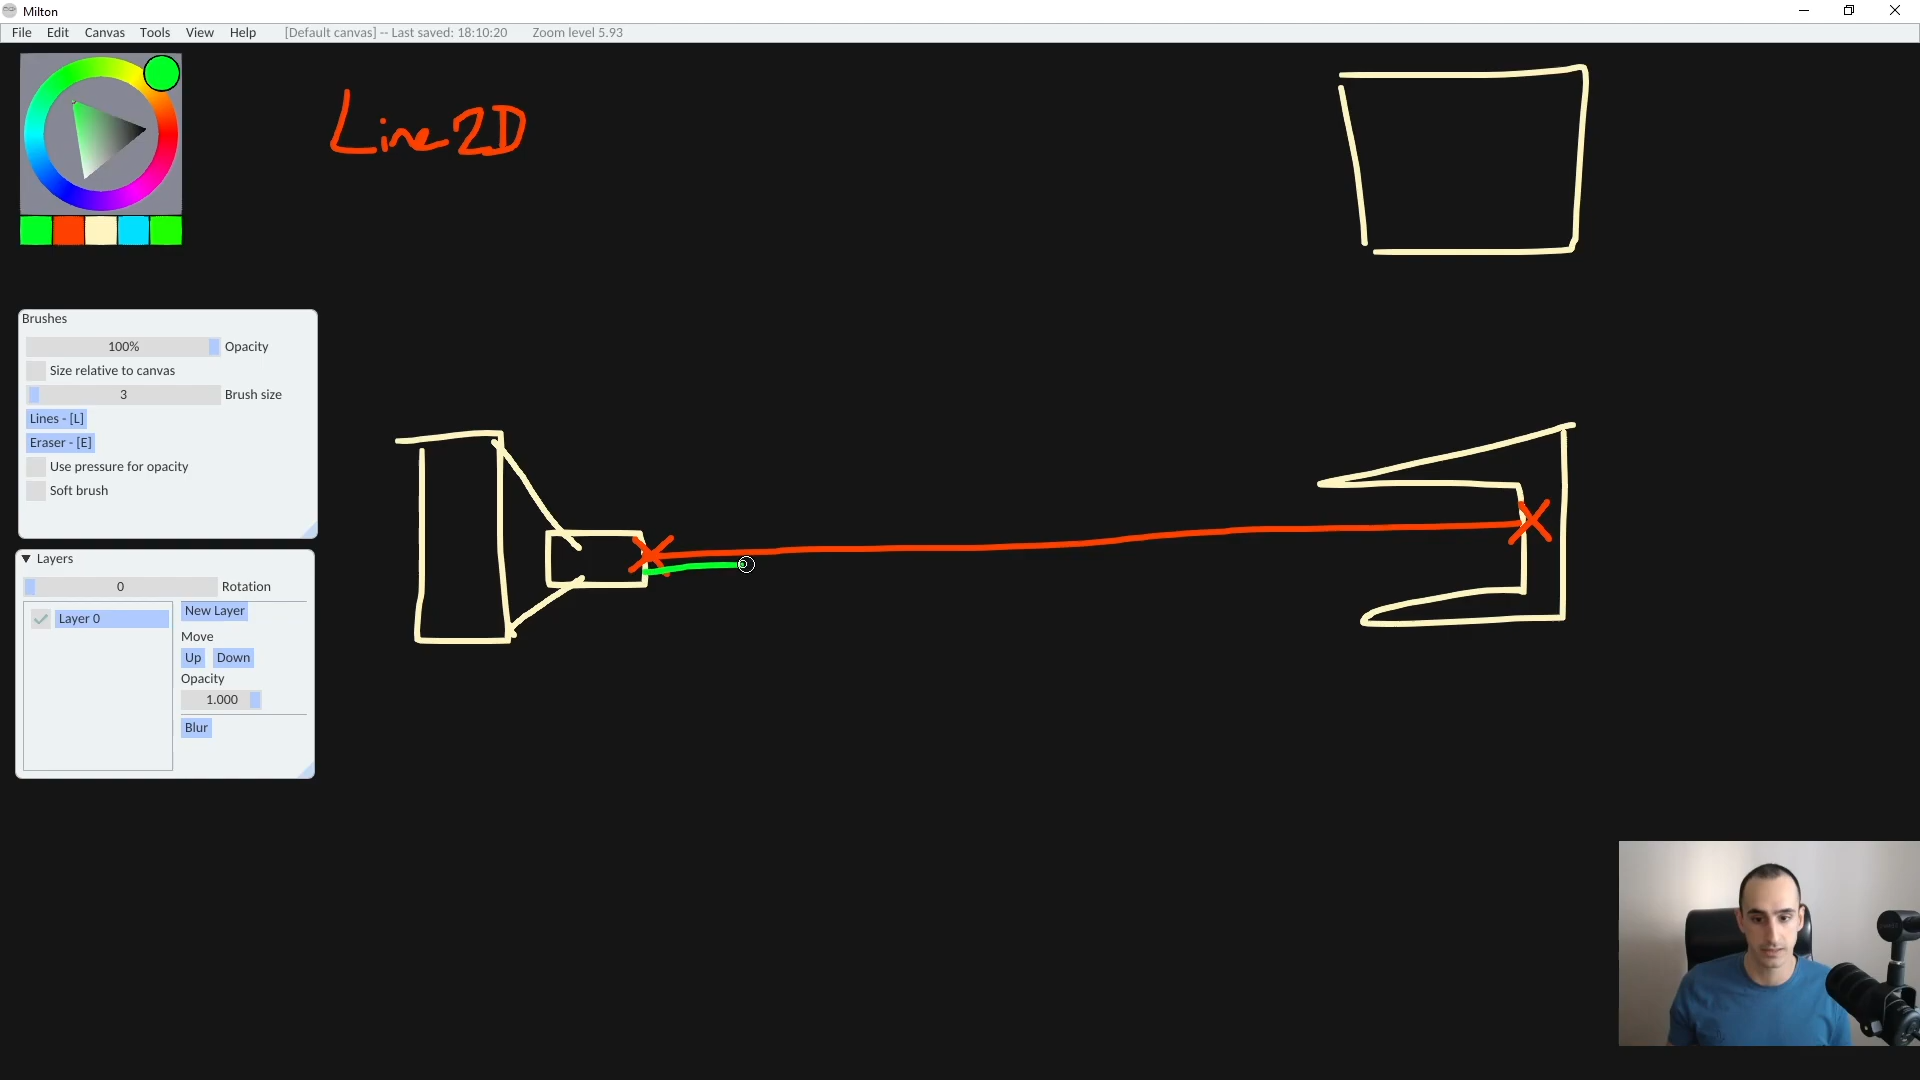 Milton
File Edit Canvas Tools View Help [Default canvas] -- Last saved: 18:10:20 Zoom level 5.93
Line2D
Brushes
100% Opacity
Size relative to canvas
3 Brush size
Lines - [L]
Eraser - [E]
Use pressure for opacity
Soft brush
Layers
0 Rotation
Layer 0
New Layer
Move
Up Down
Opacity
1.000
Blur